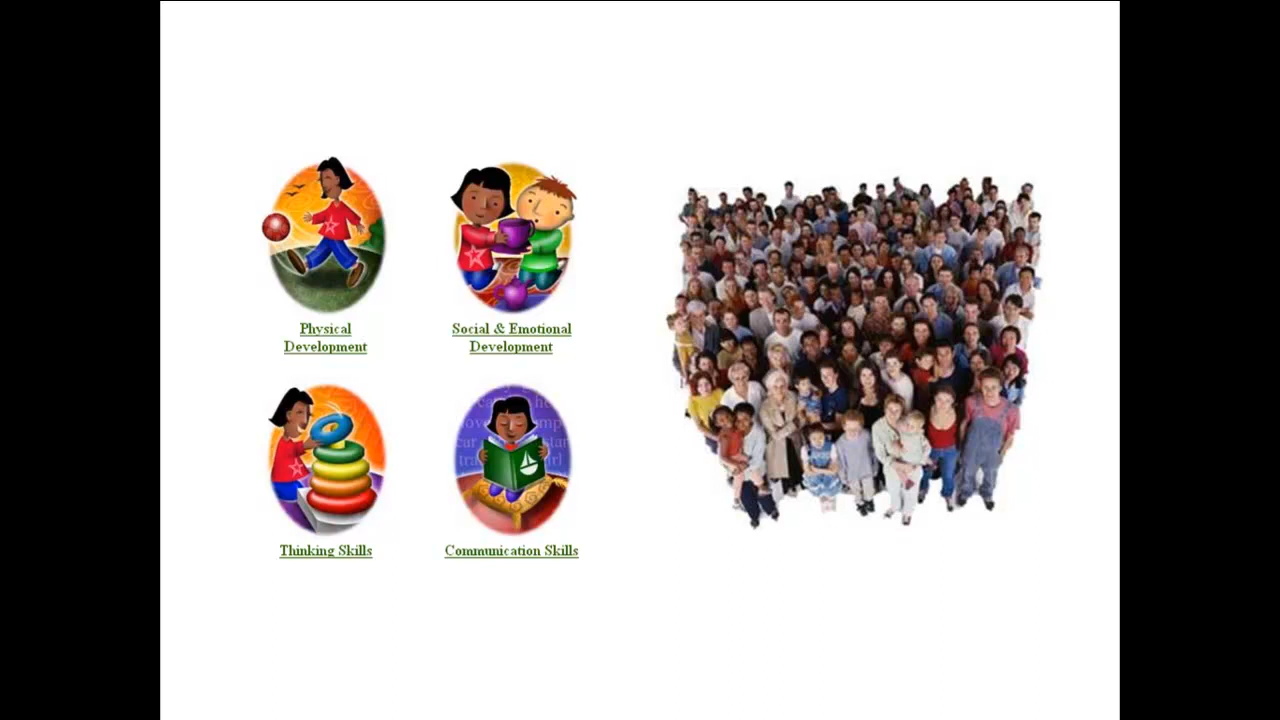 Physical
Development
Social & Emotional
Development
Thinking Skills
Communication Skills